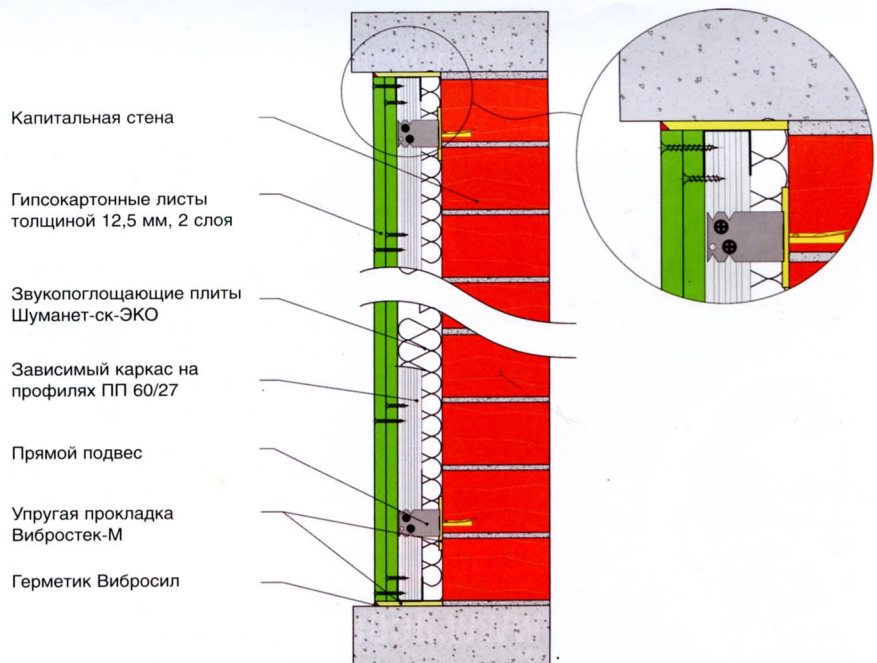 Капитальная стена
Гипсокартонные листы
толщиной 12,5 мм, 2 слоя
Звукопоглощающие плиты
Шуманет-ск-ЭКО
Зависимый каркас на
профилях ПП 60/27
Прямой подвес
Упругая прокладка
Вибростек-М
Герметик Вибросил